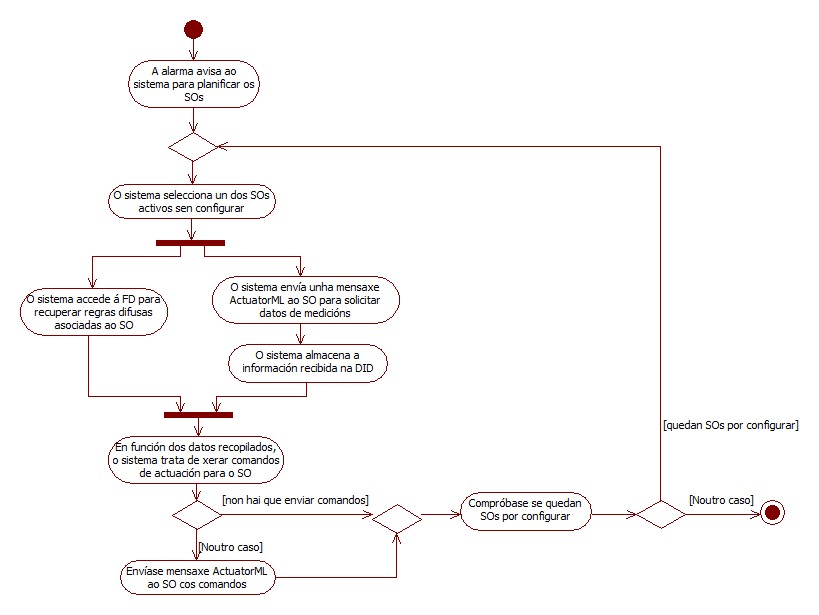 A alarma avisa ao
sistema para planificar os
SOs
O sistema selecciona un dos SOs
activos sen configurar
O sistema accede á FD para
recuperar regras difusas
asociadas ao SO
O sistema envía unha mensaxe
ActuatorML ao SO para solicitar
datos de medicións
O sistema almacena a
información recibida na DID
En función dos datos recopilados,
o sistema trata de xerar comandos
de actuación para o SO
[non hai que enviar comandos]
[Noutro caso]
Envíase mensaxe ActuatorML
ao SO cos comandos
Compróbase se quedan
SOs por configurar
[quedan SOs por configurar]
[Noutro caso]